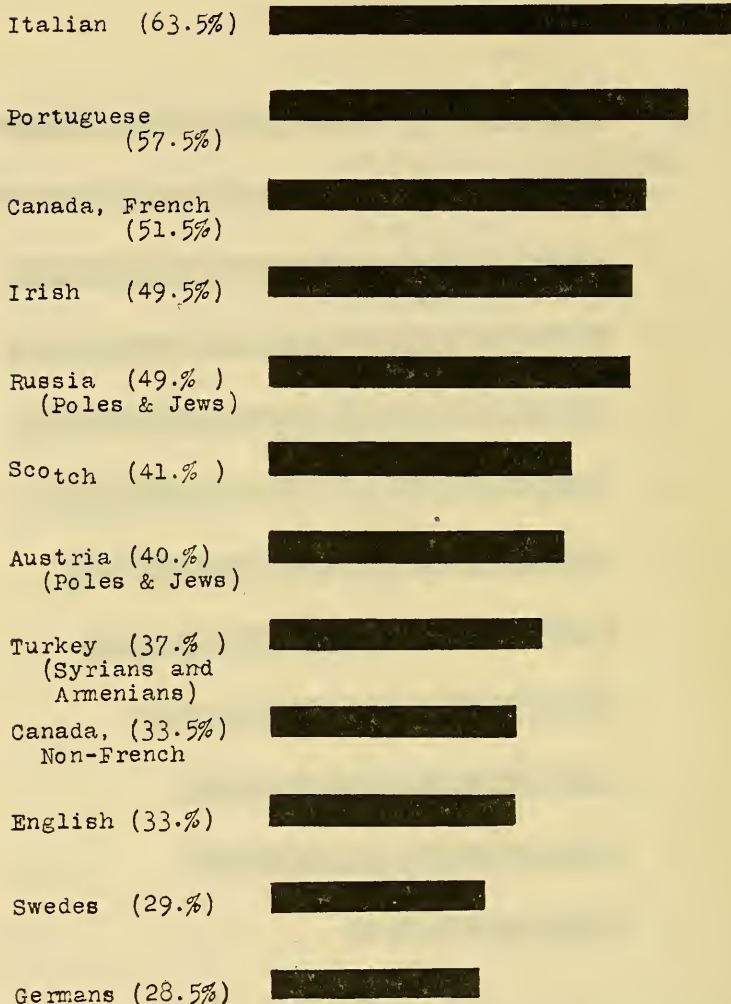 Italian (63.5%)
Portuguese
(57.5%)
Canada, French
(51.5%)
Irish (49.5%)
Russia (49.% )
(Poles & Jews)
Scotch (41.% )
Austria (40.%)
(Poles & Jews)
Turkey (37.% )
(Syrians and
Armenians)
Canada, (33.5%)
Non-French
English (33.%)
Swedes (29.%)
Germans (28.5%)